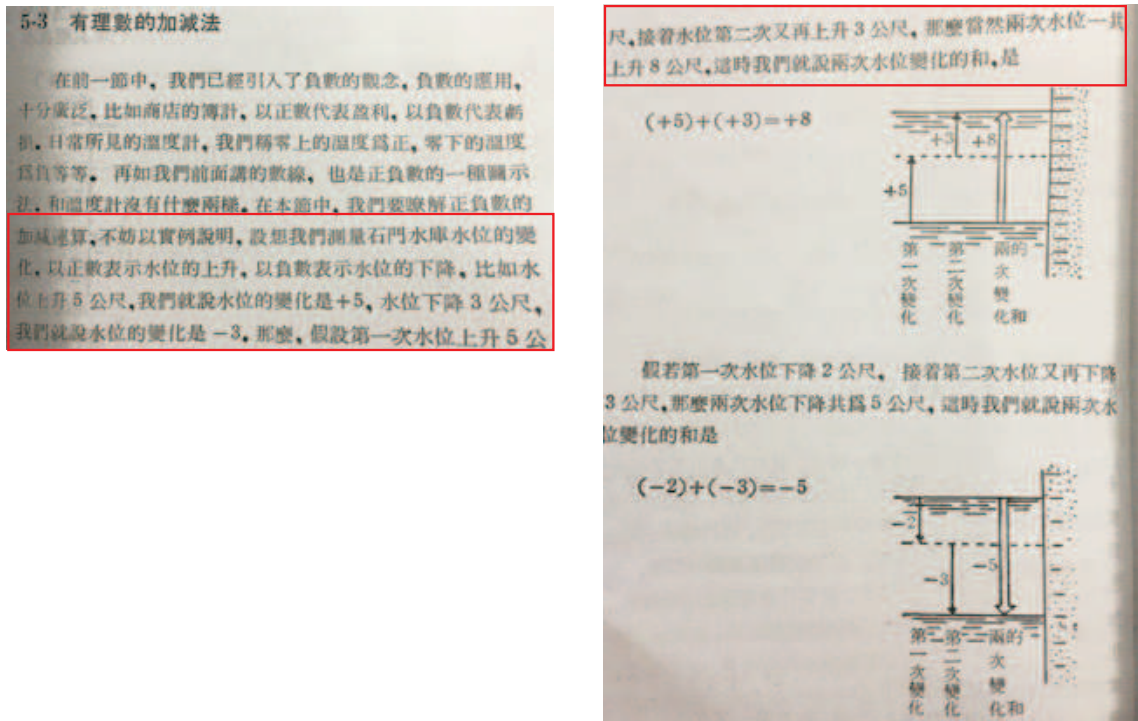 5-3 有理數的加減法
在前一節中，我們已經引入了負數的觀念，負數的應用，
十分廣泛，比如商店的簿計，以正數代表盈利，以負數代表虧
損，日常所見的溫度計，我們稱零上的溫度爲正，零下的溫度
爲負等等。再如我們前面講的數線，也是正負數的一種圖示
法，和溫度計沒有什麼兩樣。在本節中，我們要瞭解正負數的
加減運算，不妨以實例說明，設想我們測量石門水庫水位的變
化，以正數表示水位的上升，以負數表示水位的下降，比如水
位上升5公尺，我們就說水位的變化是+5，水位下降3公尺，
我們就說水位的變化是-3。那麼，假設第一次水位上升5公
尺，接着水位第二次又再上升3公尺，那麼當然兩次水位一共
上升8公尺，這時我們就說兩次水位變化的和，是
(+5)+(+3)=+8
+3
+8
+5
第一次變化
第二次變化
兩次變化
的和
假若第一次水位下降2公尺，接着第二次水位又再下降
3公尺，那麼兩次水位下降共爲5公尺，這時我們就說兩次水
位變化的和是
(-2)+(-3)=-5
-2
-3
-5
第一次變化
第二次變化
兩次變化
的和